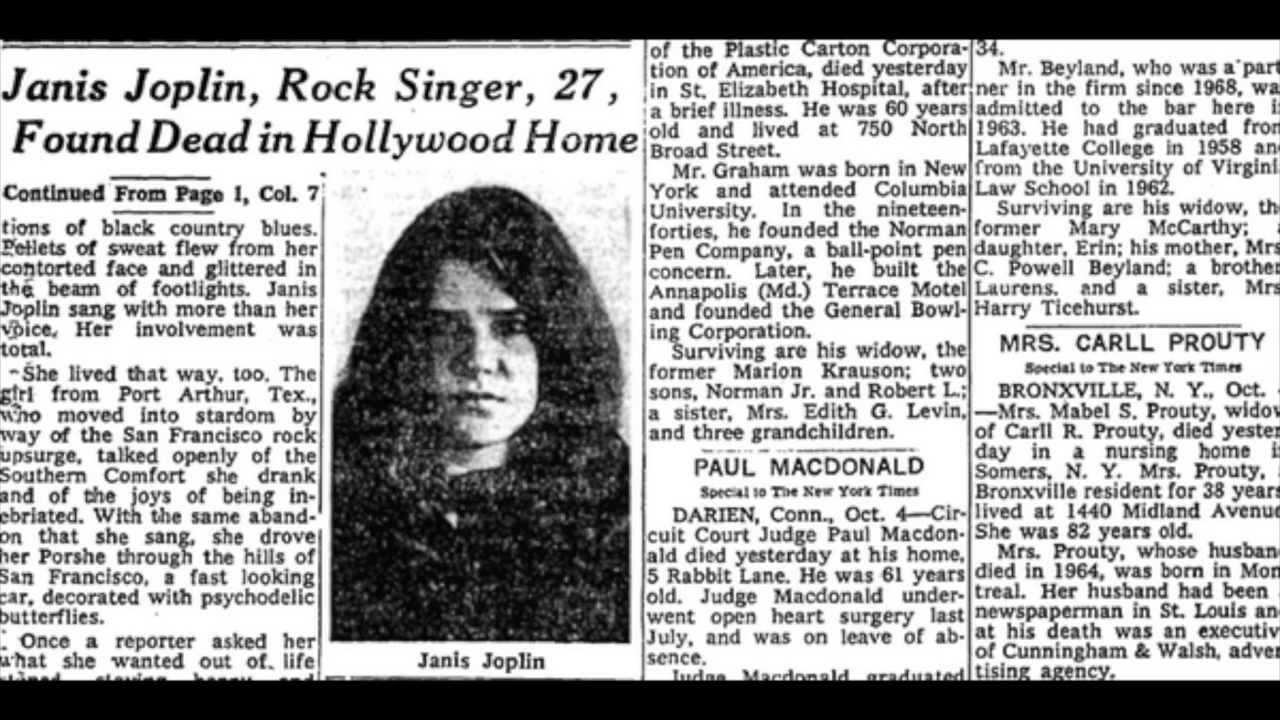 Janis Joplin, Rock Singer, 27,
Found Dead in Hollywood Home
Continued From Page 1, Col. 7
tions of black country blues.
Pellets of sweat flew from her
contorted face and glittered in
the beam of footlights. Janis
Joplin sang with more than her
voice. Her involvement was
total.
She lived that way, too. The
girl from Port Arthur, Tex.,
who moved into stardom by
way of the San Francisco rock
upsurge, talked openly of the
Southern Comfort she drank
and of the joys of being in-
ebriated. With the same aband-
on that she sang, she drove
her Porshe through the hills of
San Francisco, a fast looking
car, decorated with psychodelic
butterflies.
Once a reporter asked her
what she wanted out of life
Janis Joplin
of the Plastic Carton Corpora-
tion of America, died yesterday
in St. Elizabeth Hospital, after
a brief illness. He was 60 years
old and lived at 750 North
Broad Street.
Mr. Graham was born in New
York and attended Columbia
University. In the nineteen-
forties, he founded the Norman
Pen Company, a ball-point pen
concern. Later, he built the
Annapolis (Md.) Terrace Motel
and founded the General Bowl-
ing Corporation.
Surviving are his widow, the
former Marion Krauson; two
sons, Norman Jr. and Robert L.;
a sister, Mrs. Edith G. Levin,
and three grandchildren.
PAUL MACDONALD
Special to The New York Times
DARIEN, Conn., Oct. 4—Cir-
cuit Court Judge Paul Macdon-
ald died yesterday at his home,
5 Rabbit Lane. He was 61 years
old. Judge Macdonald under-
went open heart surgery last
July, and was on leave of ab-
sence.
Judge Macdonald graduated
34.
Mr. Beyland, who was a part
ner in the firm since 1968, wa
admitted to the bar here i
1963. He had graduated from
Lafayette College in 1958 an
from the University of Virgini
Law School in 1962.
Surviving are his widow, th
former Mary McCarthy; a
daughter, Erin; his mother, Mrs
C. Powell Beyland; a brother
Laurens, and a sister, Mrs
Harry Ticehurst.
MRS. CARLL PROUTY
Special to The New York Times
BRONXVILLE, N. Y., Oct.
—Mrs. Mabel S. Prouty, widow
of Carll R. Prouty, died yester
day in a nursing home i
Somers, N. Y. Mrs. Prouty,
Bronxville resident for 38 years
lived at 1440 Midland Avenue
She was 82 years old.
Mrs. Prouty, whose husban
died in 1964, was born in Mon
treal. Her husband had been
newspaperman in St. Louis an
at his death was an executiv
of Cunningham & Walsh, adver
tising agency.